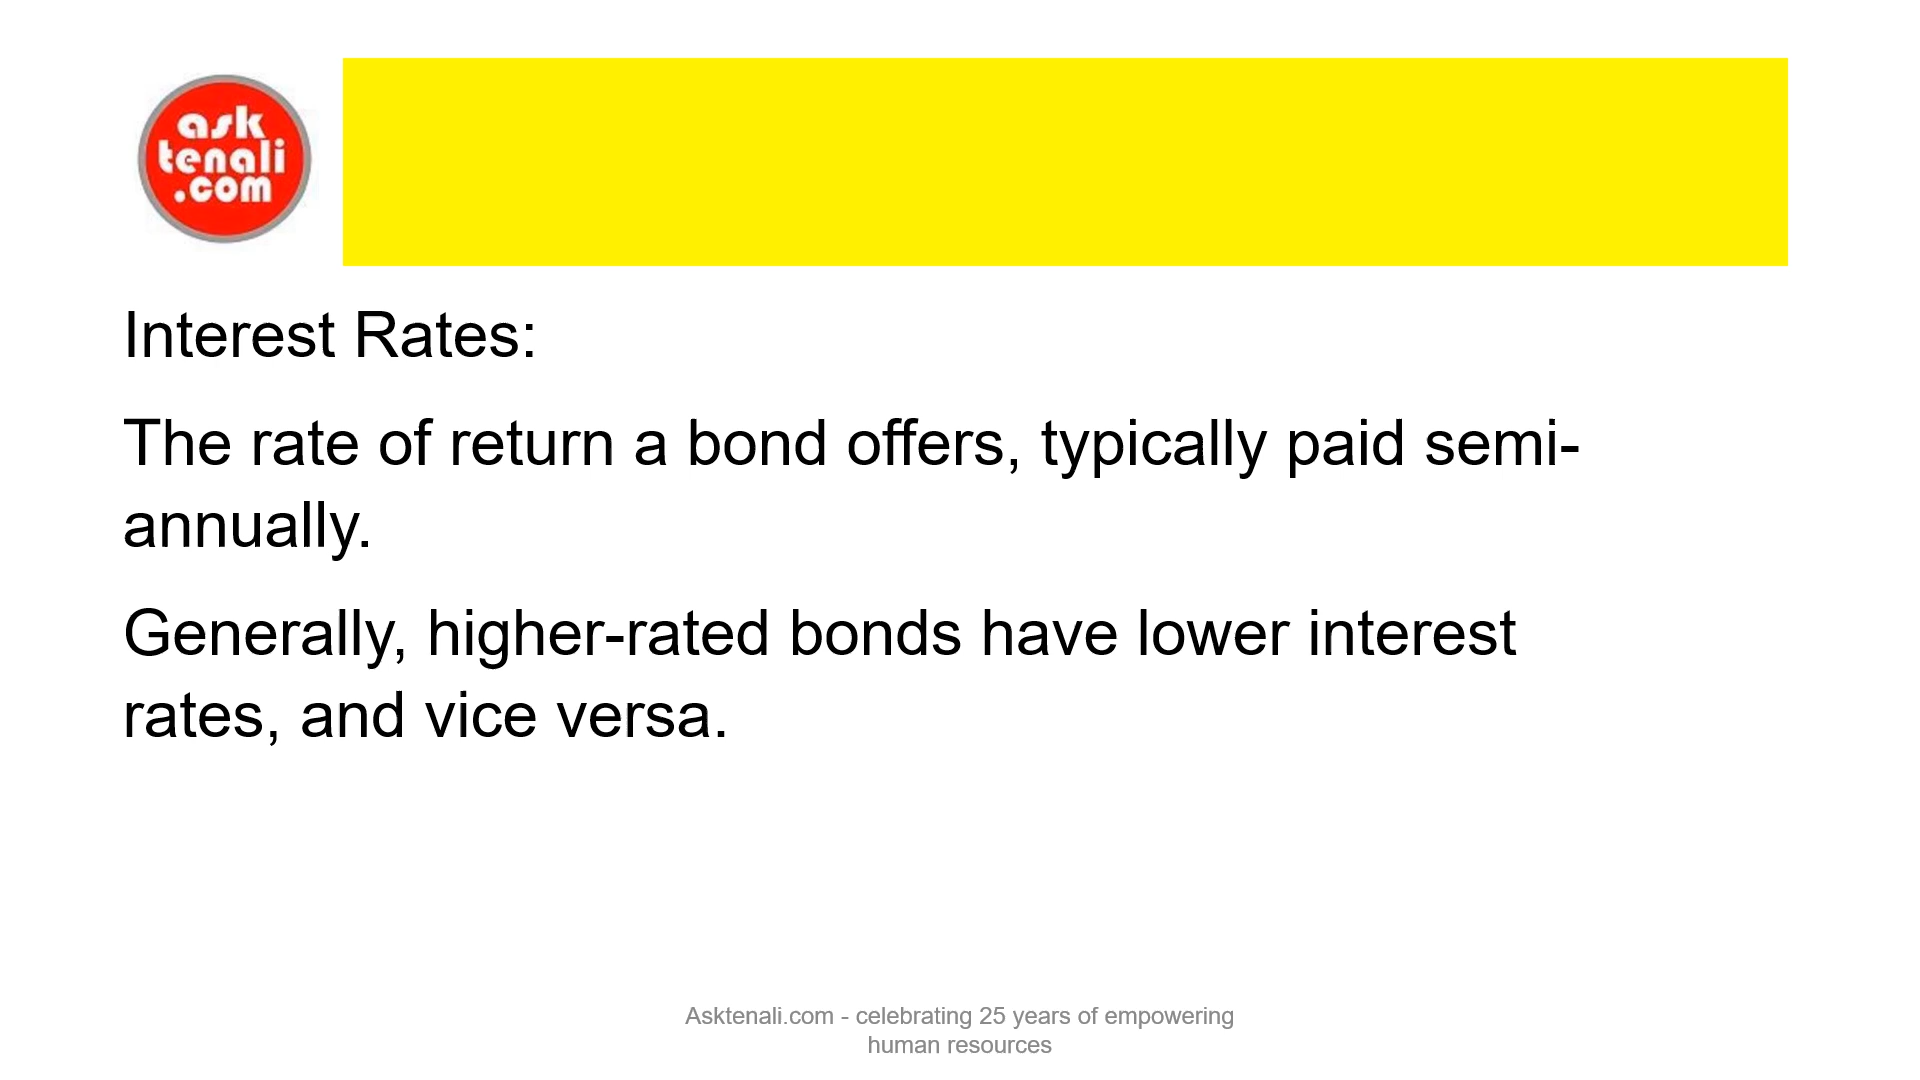 ask
tenali
.com
Interest Rates:
The rate of return a bond offers, typically paid semi-
annually.
Generally, higher-rated bonds have lower interest
rates, and vice versa.
Asktenali.com - celebrating 25 years of empowering
human resources